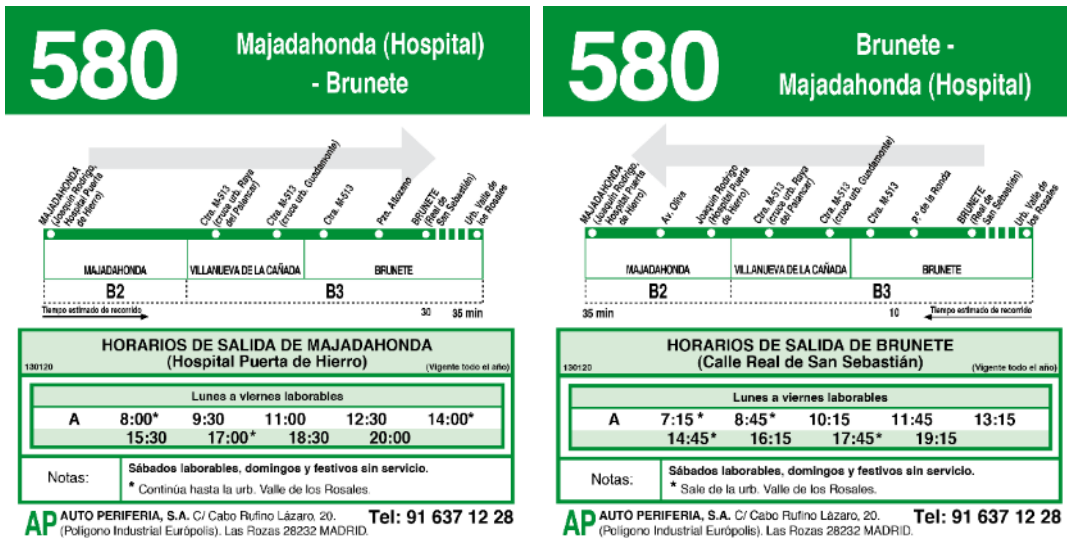 580
Majadahonda (Hospital)
- Brunete
MAJADAHONDA
(Joaquín Rodrigo,
Hospital Puerta
de Hierro)
Ctra. M-513
(cruce urb. Raya
del Palancar)
Ctra. M-513
(cruce urb. Guadamonte)
Ctra. M-513
Pza. Altozano
BRUNETE
(Real de
San Sebastián)
Urb. Valle de
los Rosales
MAJADAHONDA VILLANUEVA DE LA CAÑADA BRUNETE
B2 B3
Tiempo estimado de recorrido 30 35 min
HORARIOS DE SALIDA DE MAJADAHONDA
(Hospital Puerta de Hierro)
130120 (Vigente todo el año)
Lunes a viernes laborables
A 8:00* 9:30 11:00 12:30 14:00*
15:30 17:00* 18:30 20:00
Notas:
Sábados laborables, domingos y festivos sin servicio.
* Continúa hasta la urb. Valle de los Rosales.
AP AUTO PERIFERIA, S.A. C/ Cabo Rufino Lázaro, 20. Tel: 91 637 12 28
(Polígono Industrial Európolis). Las Rozas 28232 MADRID.
580
Brunete -
Majadahonda (Hospital)
MAJADAHONDA
(Joaquín Rodrigo,
Hospital Puerta
de Hierro)
Av. Oliva
Joaquín Rodrigo
(Hospital Puerta
de Hierro)
Ctra. M-513
(cruce urb. Raya
del Palancar)
Ctra. M-513
(cruce urb. Guadamonte)
Ctra. M-513
P.º de la Ronda
BRUNETE
(Real de
San Sebastián)
Urb. Valle de
los Rosales
MAJADAHONDA VILLANUEVA DE LA CAÑADA BRUNETE
B2 B3
35 min 10 Tiempo estimado de recorrido
HORARIOS DE SALIDA DE BRUNETE
(Calle Real de San Sebastián)
130120 (Vigente todo el año)
Lunes a viernes laborables
A 7:15 * 8:45* 10:15 11:45 13:15
14:45* 16:15 17:45* 19:15
Notas:
Sábados laborables, domingos y festivos sin servicio.
* Sale de la urb. Valle de los Rosales.
AP AUTO PERIFERIA, S.A. C/ Cabo Rufino Lázaro, 20. Tel: 91 637 12 28
(Polígono Industrial Európolis). Las Rozas 28232 MADRID.